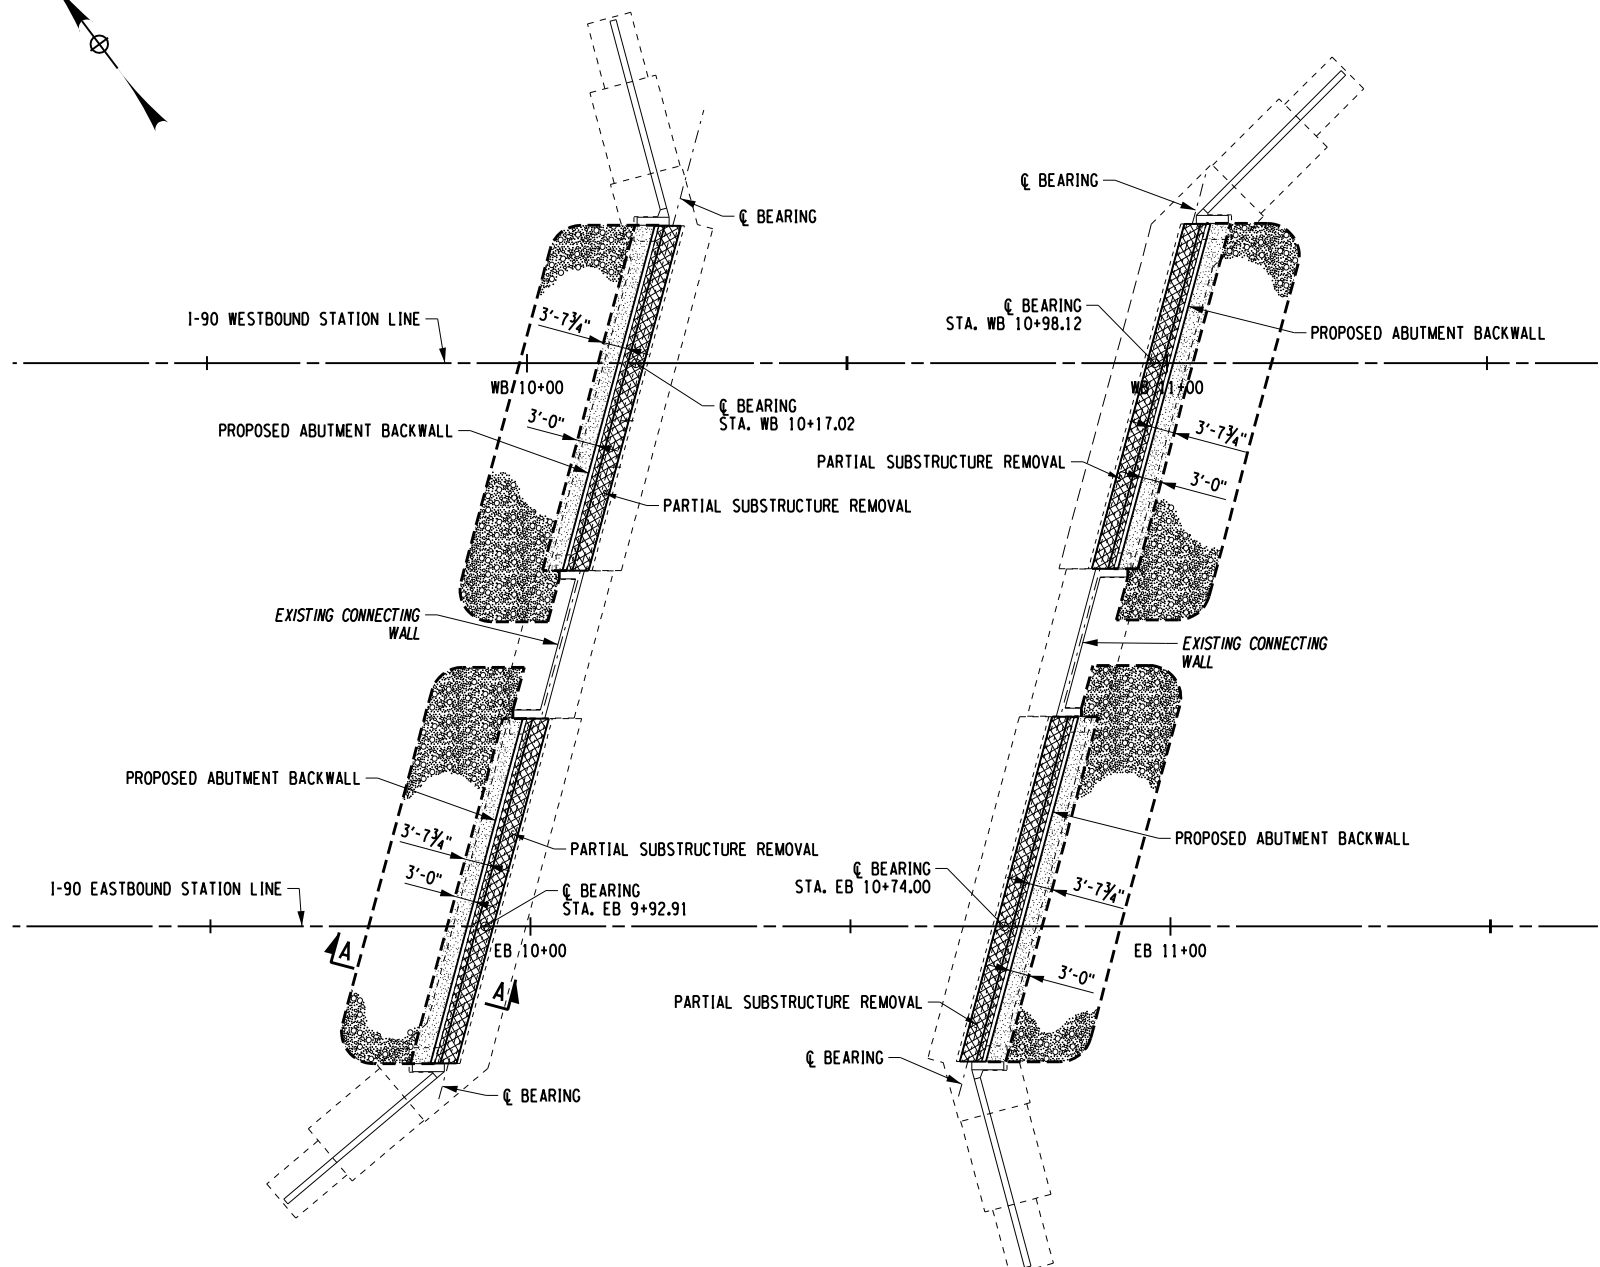 ℄ BEARING
℄ BEARING
I-90 WESTBOUND STATION LINE
3'-7¾"
℄ BEARING
STA. WB 10+98.12
PROPOSED ABUTMENT BACKWALL
WB 10+00
WB 11+00
℄ BEARING
STA. WB 10+17.02
3'-0"
PROPOSED ABUTMENT BACKWALL
3'-7¾"
PARTIAL SUBSTRUCTURE REMOVAL
3'-0"
PARTIAL SUBSTRUCTURE REMOVAL
EXISTING CONNECTING
WALL
EXISTING CONNECTING
WALL
PROPOSED ABUTMENT BACKWALL
3'-7¾"
PARTIAL SUBSTRUCTURE REMOVAL
PROPOSED ABUTMENT BACKWALL
3'-0"
I-90 EASTBOUND STATION LINE
℄ BEARING
STA. EB 9+92.91
℄ BEARING
STA. EB 10+74.00
3'-7¾"
A
EB 10+00
EB 11+00
3'-0"
A
PARTIAL SUBSTRUCTURE REMOVAL
℄ BEARING
℄ BEARING